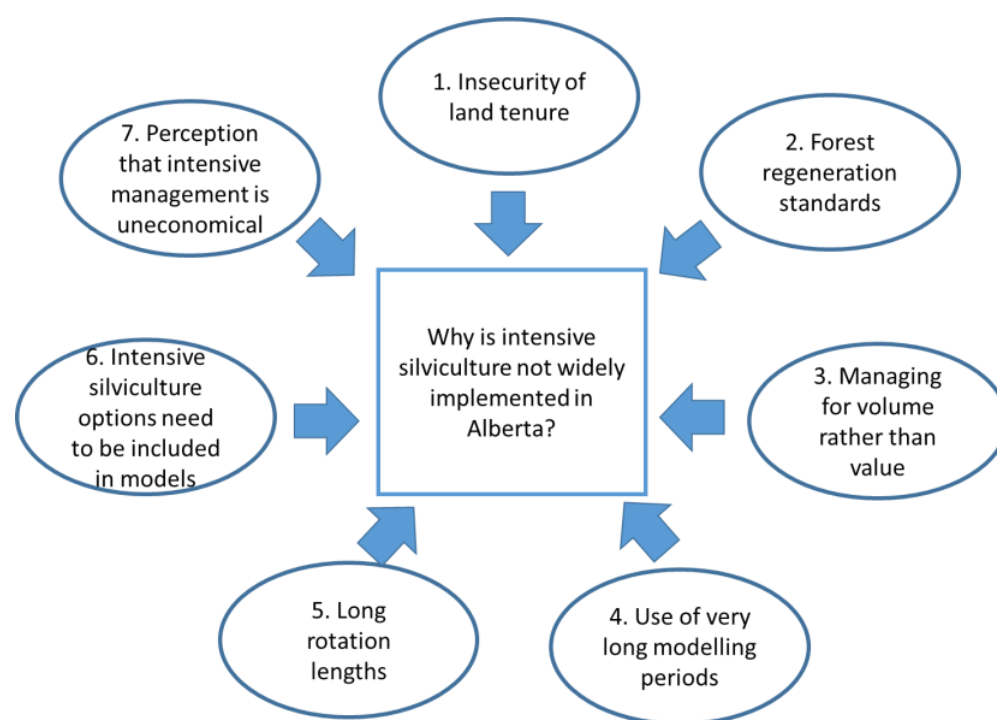 1. Insecurity of
land tenure
2. Forest
regeneration
standards
3. Managing
for volume
rather than
value
4. Use of very
long modelling
periods
5. Long
rotation
lengths
6. Intensive
silviculture
options need
to be included
in models
7. Perception
that intensive
management is
uneconomical
Why is intensive
silviculture not widely
implemented in
Alberta?